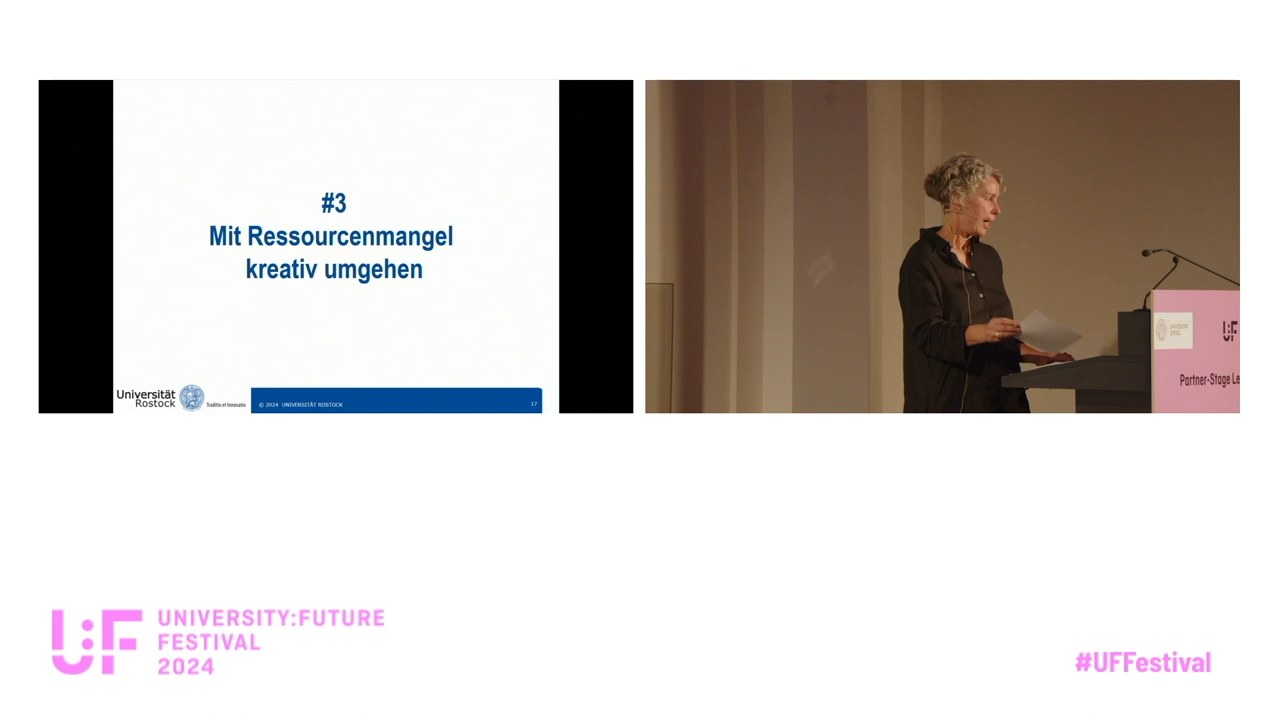 #3
Mit Ressourcenmangel
kreativ umgehen
Universität
Rostock
Traditio et Innovatio
© 2024 UNIVERSITÄT ROSTOCK
17
U:F
Partner-Stage Le
U:F
UNIVERSITY:FUTURE
FESTIVAL
2024
#UFFestival